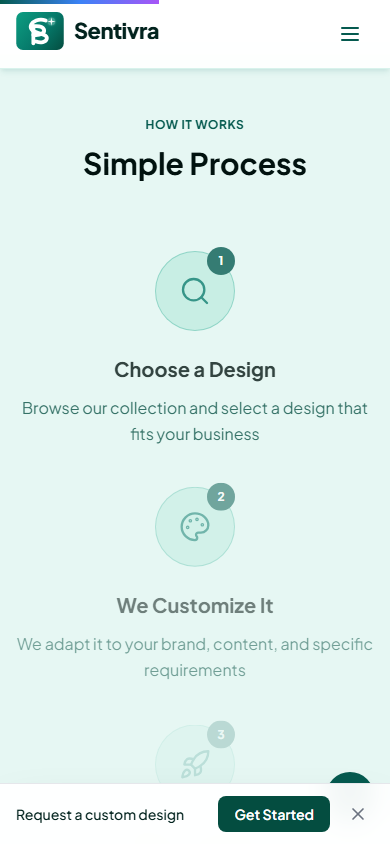 Sentivra
HOW IT WORKS
Simple Process
1
Choose a Design
Browse our collection and select a design that
fits your business
2
We Customize It
We adapt it to your brand, content, and specific
requirements
3
Request a custom design
Get Started